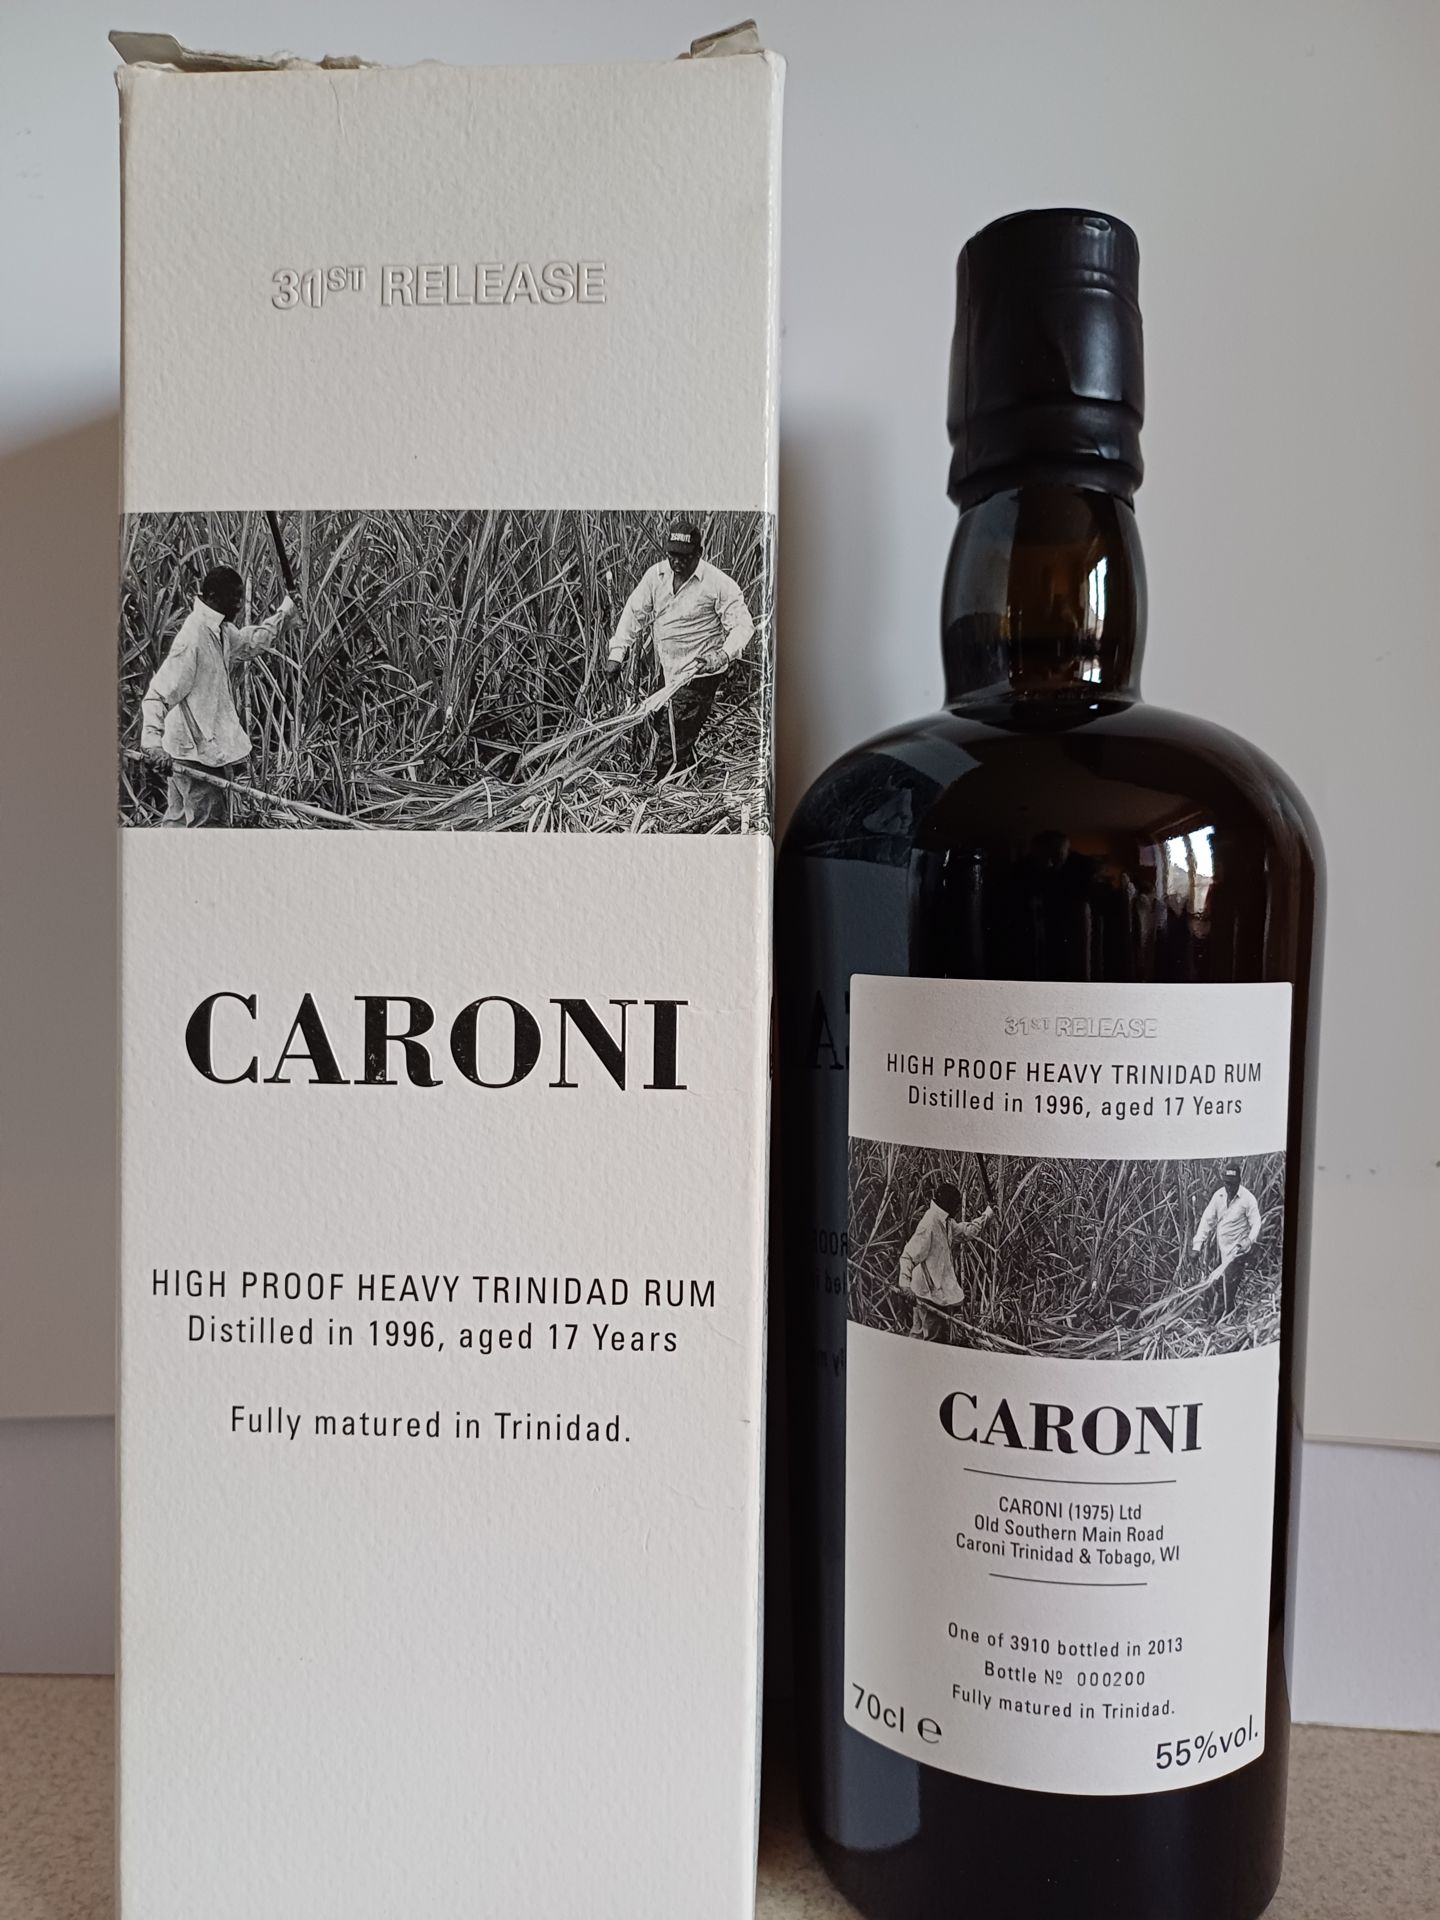 31ST RELEASE
CARONI
HIGH PROOF HEAVY TRINIDAD RUM
Distilled in 1996, aged 17 Years
Fully matured in Trinidad.
31ST RELEASE
HIGH PROOF HEAVY TRINIDAD RUM
Distilled in 1996, aged 17 Years
CARONI
CARONI (1975) Ltd
Old Southern Main Road
Caroni Trinidad & Tobago, WI
One of 3910 bottled in 2013
Bottle Nº 000200
Fully matured in Trinidad.
70cl ℮
55%vol.